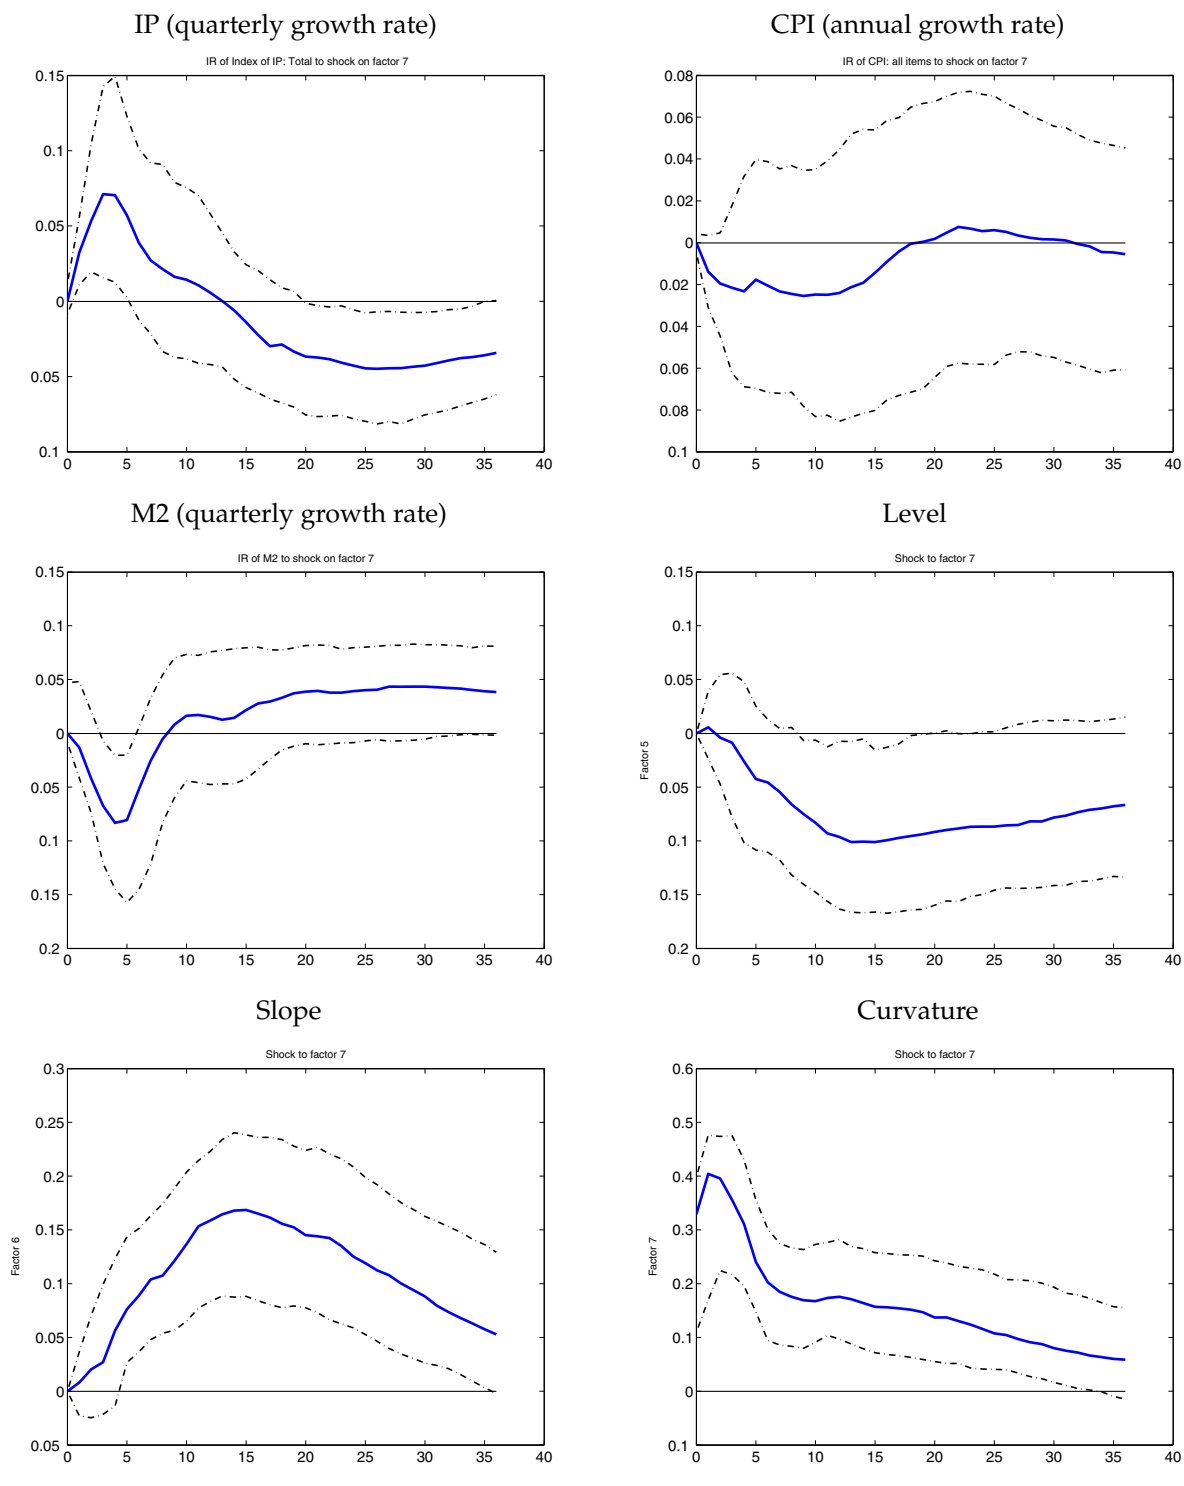 IP (quarterly growth rate)
IR of Index of IP: Total to shock on factor 7
0.15
0.1
0.05
0
0.05
0.1
0 5 10 15 20 25 30 35 40
CPI (annual growth rate)
IR of CPI: all items to shock on factor 7
0.08
0.06
0.04
0.02
0
0.02
0.04
0.06
0.08
0.1
0 5 10 15 20 25 30 35 40
M2 (quarterly growth rate)
IR of M2 to shock on factor 7
0.15
0.1
0.05
0
0.05
0.1
0.15
0.2
0 5 10 15 20 25 30 35 40
Level
Shock to factor 7
Factor 5
0.15
0.1
0.05
0
0.05
0.1
0.15
0.2
0 5 10 15 20 25 30 35 40
Slope
Shock to factor 7
Factor 6
0.3
0.25
0.2
0.15
0.1
0.05
0
0.05
0 5 10 15 20 25 30 35 40
Curvature
Shock to factor 7
Factor 7
0.6
0.5
0.4
0.3
0.2
0.1
0
0.1
0 5 10 15 20 25 30 35 40